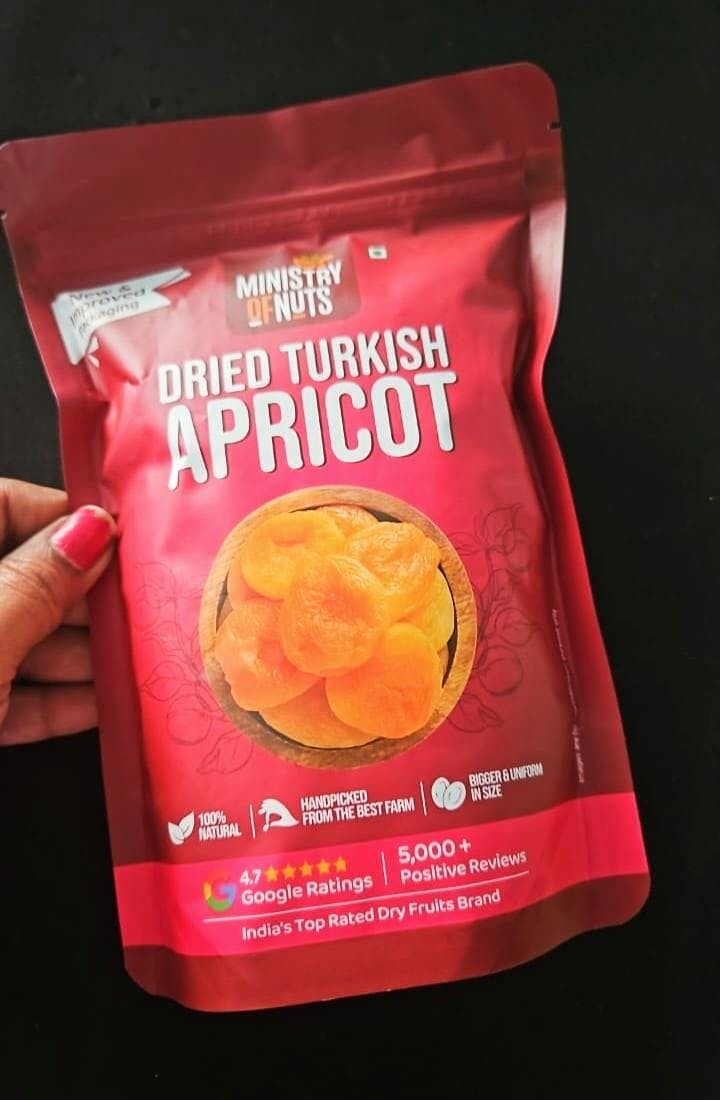 New &
Improved
Packaging
MINISTRY
OF NUTS
DRIED TURKISH
APRICOT
100%
NATURAL
HANDPICKED
FROM THE BEST FARM
BIGGER & UNIFORM
IN SIZE
4.7
Google Ratings
5,000+
Positive Reviews
India's Top Rated Dry Fruits Brand